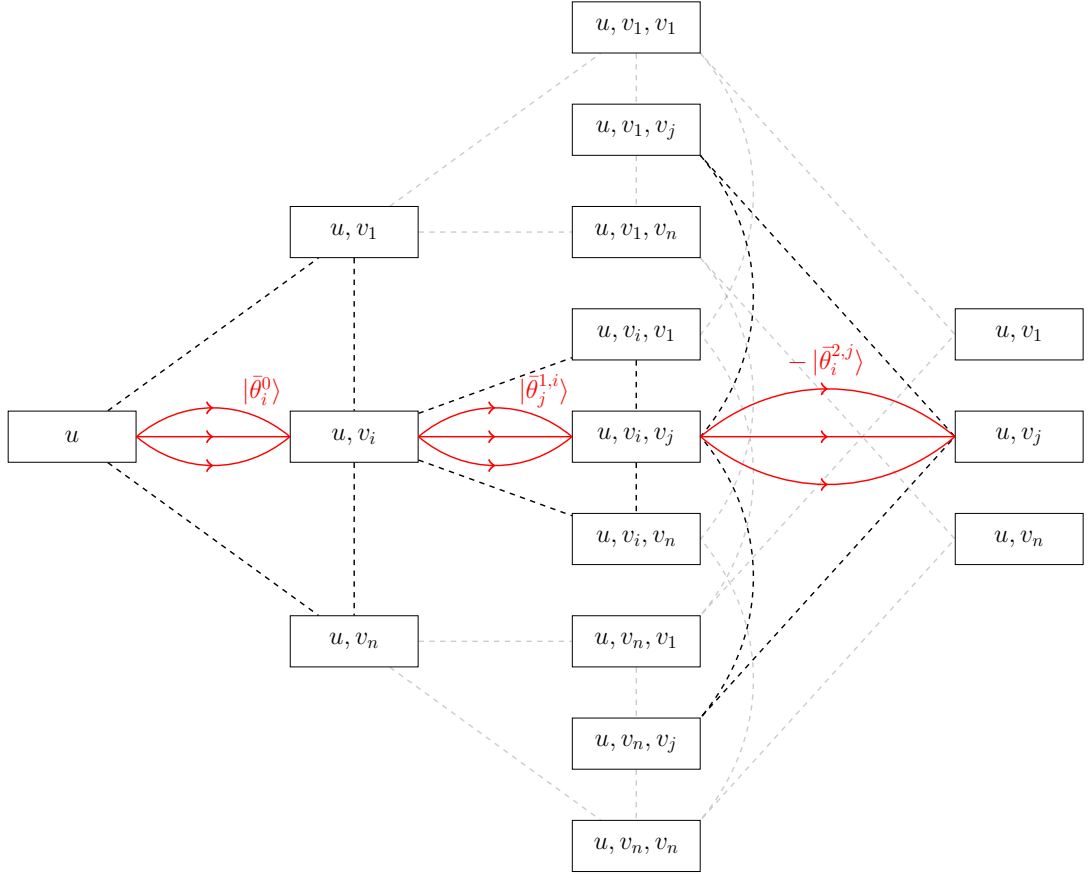 $u, v_1, v_1$
$u, v_1, v_j$
$u, v_1$
$u, v_1, v_n$
$u, v_i, v_1$
$u, v_1$
$|\bar{\theta}_i^0\rangle$
$|\bar{\theta}_j^{1,i}\rangle$
$-|\bar{\theta}_i^{2,j}\rangle$
$u$
$u, v_i$
$u, v_i, v_j$
$u, v_j$
$u, v_i, v_n$
$u, v_n$
$u, v_n$
$u, v_n, v_1$
$u, v_n, v_j$
$u, v_n, v_n$